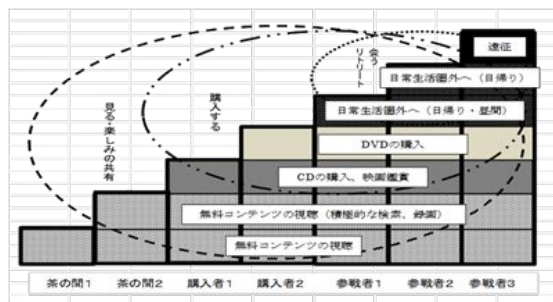 遠征
会う
リトリート
日常生活圏外へ（日帰り）
購入する
日常生活圏外へ（日帰り・昼間）
見る・楽しみの共有
DVDの購入
CDの購入、映画鑑賞
無料コンテンツの視聴（積極的な検索、録画）
無料コンテンツの視聴
茶の間1 茶の間2 購入者1 購入者2 参戦者1 参戦者2 参戦者3